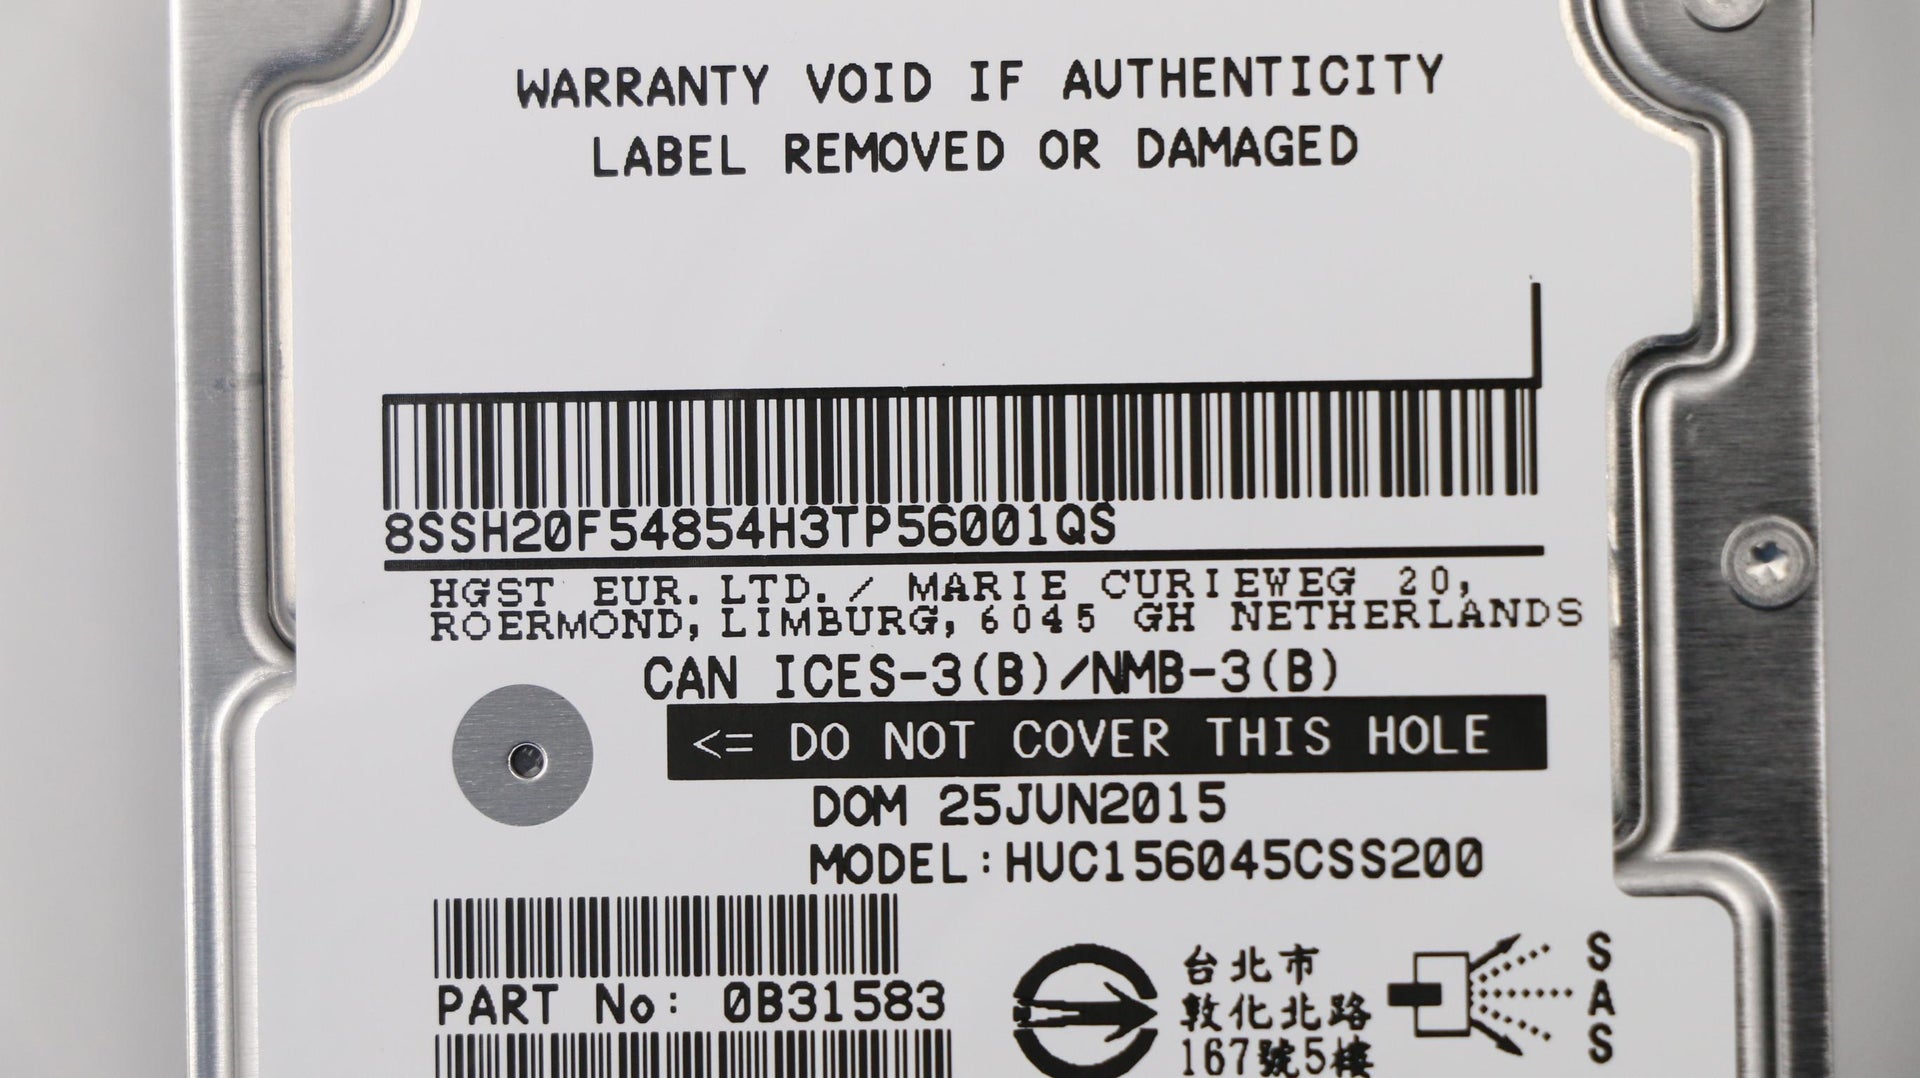 WARRANTY VOID IF AUTHENTICITY
LABEL REMOVED OR DAMAGED
8SSH20F54854H3TP56001QS
HGST EUR. LTD. / MARIE CURIEWEG 20,
ROERMOND, LIMBURG, 6045 GH NETHERLANDS
CAN ICES-3(B)/NMB-3(B)
<= DO NOT COVER THIS HOLE
DOM 25JUN2015
MODEL:HUC156045CSS200
PART No: 0B31583
台北市
敦化北路
167號5樓
SAS